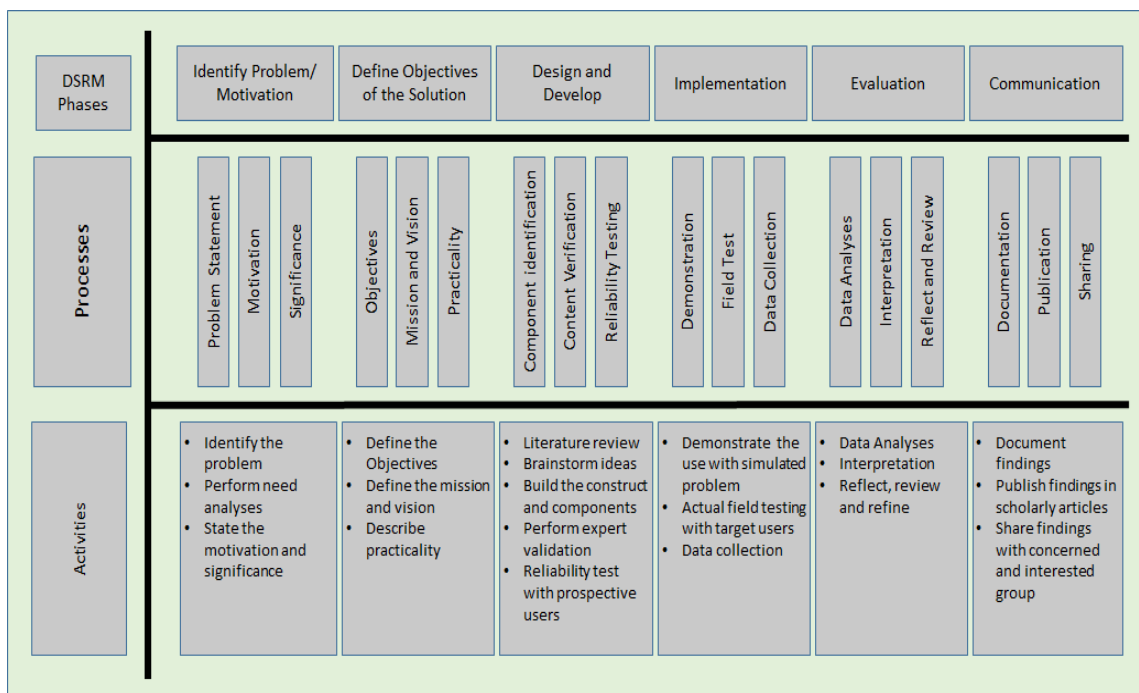 DSRM
Phases
Identify Problem/
Motivation
Define Objectives
of the Solution
Design and
Develop
Implementation
Evaluation
Communication
Processes
Problem Statement
Motivation
Significance
Objectives
Mission and Vision
Practicality
Component identification
Content Verification
Reliability Testing
Demonstration
Field Test
Data Collection
Data Analyses
Interpretation
Reflect and Review
Documentation
Publication
Sharing
Activities
• Identify the
problem
• Perform need
analyses
• State the
motivation and
significance
• Define the
Objectives
• Define the mission
and vision
• Describe
practicality
• Literature review
• Brainstorm ideas
• Build the construct
and components
• Perform expert
validation
• Reliability test
with prospective
users
• Demonstrate the
use with simulated
problem
• Actual field testing
with target users
• Data collection
• Data Analyses
• Interpretation
• Reflect, review
and refine
• Document
findings
• Publish findings in
scholarly articles
• Share findings
with concerned
and interested
group